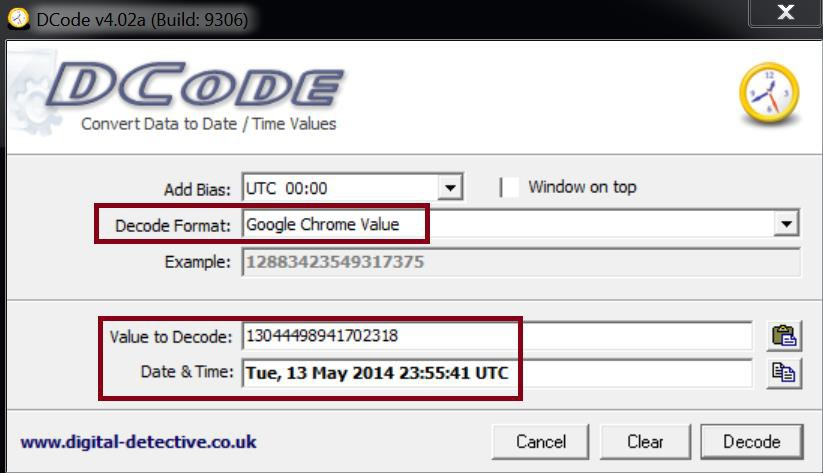 DCode v4.02a (Build: 9306)
DCODE
Convert Data to Date / Time Values
Add Bias: UTC 00:00 Window on top
Decode Format: Google Chrome Value
Example: 12883423549317375
Value to Decode: 13044498941702318
Date & Time: Tue, 13 May 2014 23:55:41 UTC
www.digital-detective.co.uk Cancel Clear Decode